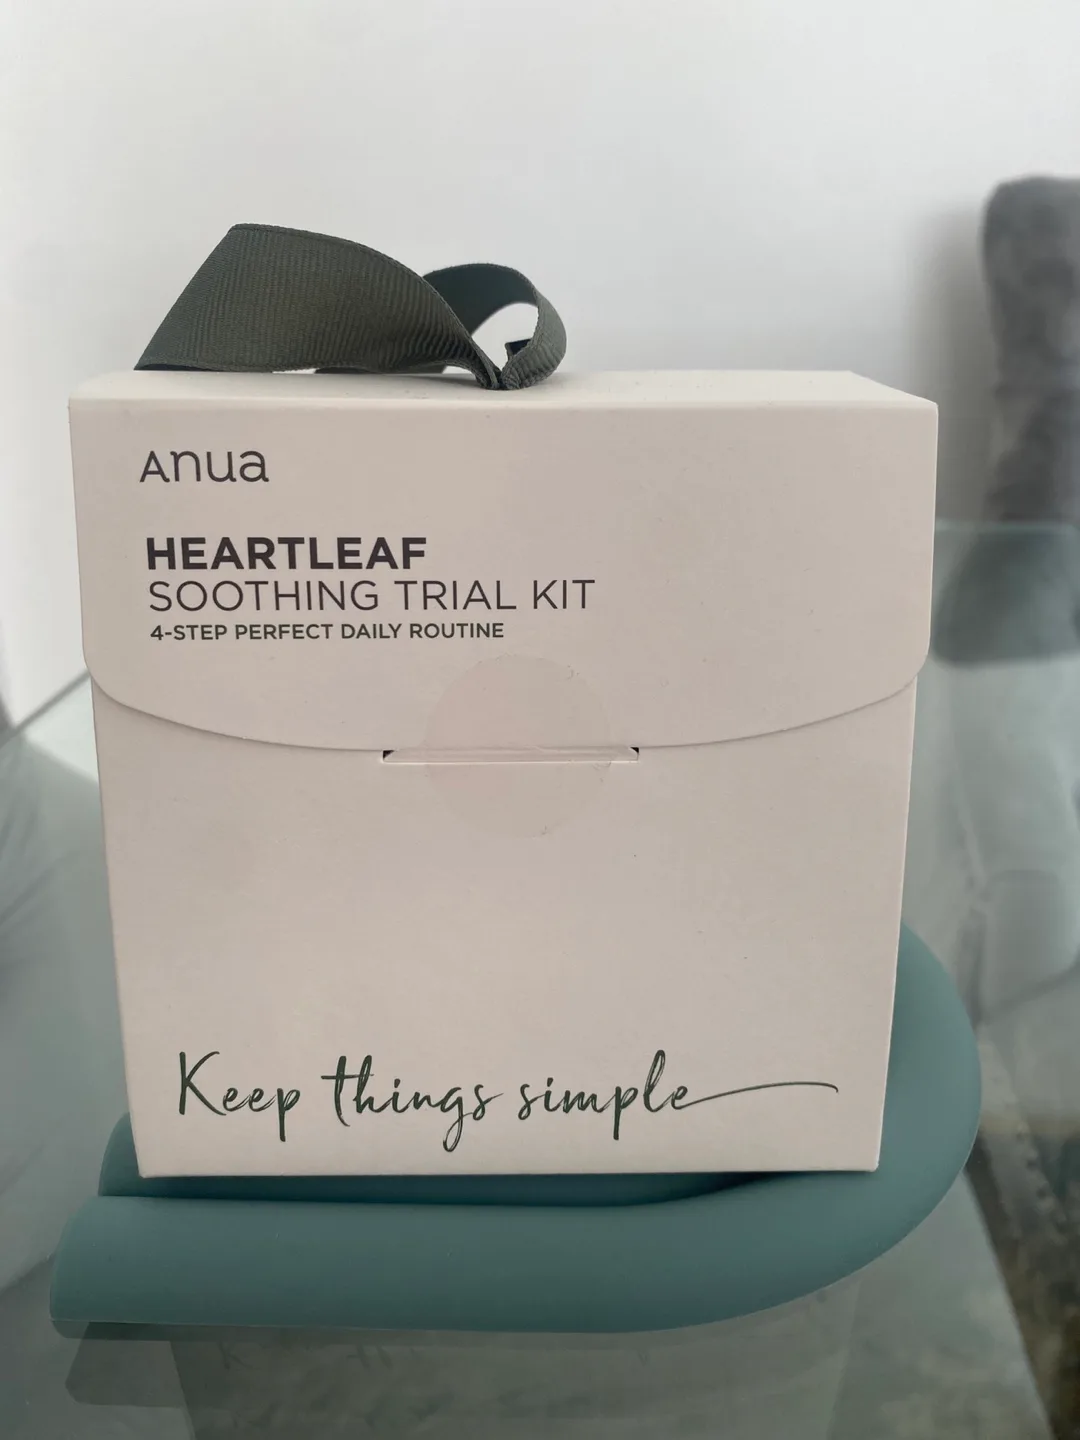 Anua
HEARTLEAF
SOOTHING TRIAL KIT
4-STEP PERFECT DAILY ROUTINE
Keep things simple